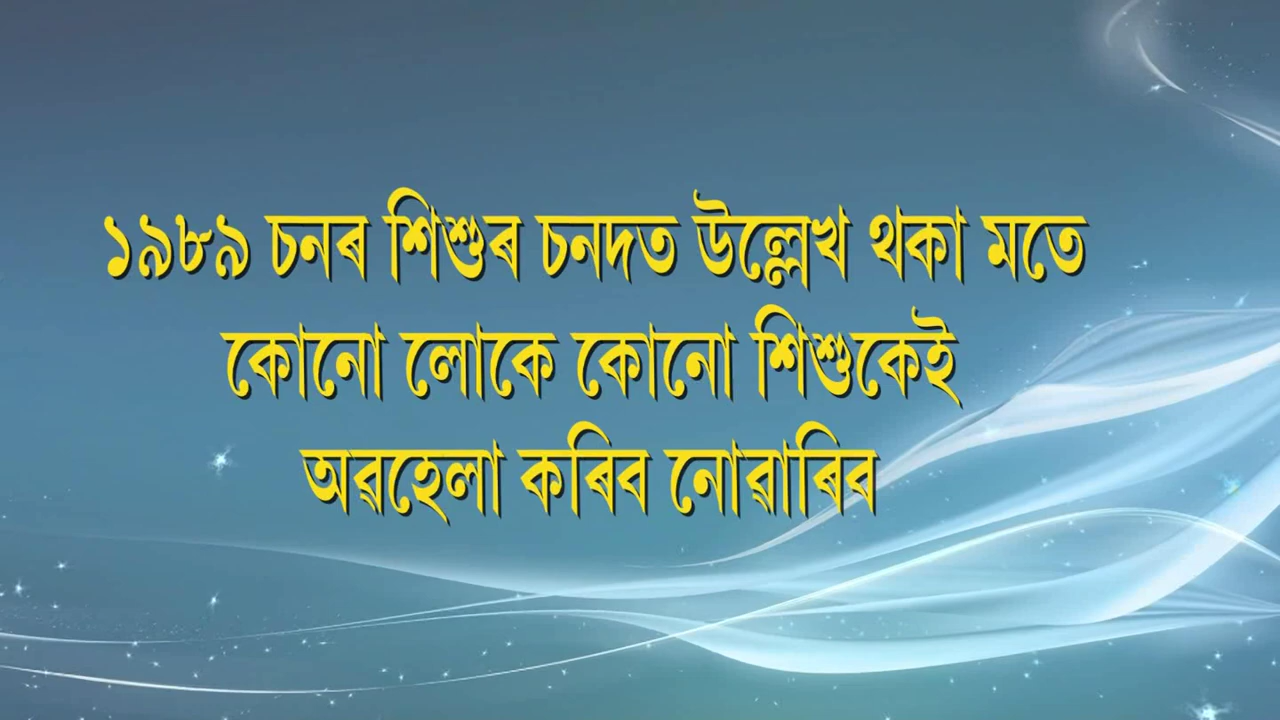 ১৯৮৯ চনৰ শিশুৰ চনদত উল্লেখ থকা মতে
কোনো লোকে কোনো শিশুকেই
অৱহেলা কৰিব নোৱাৰিব